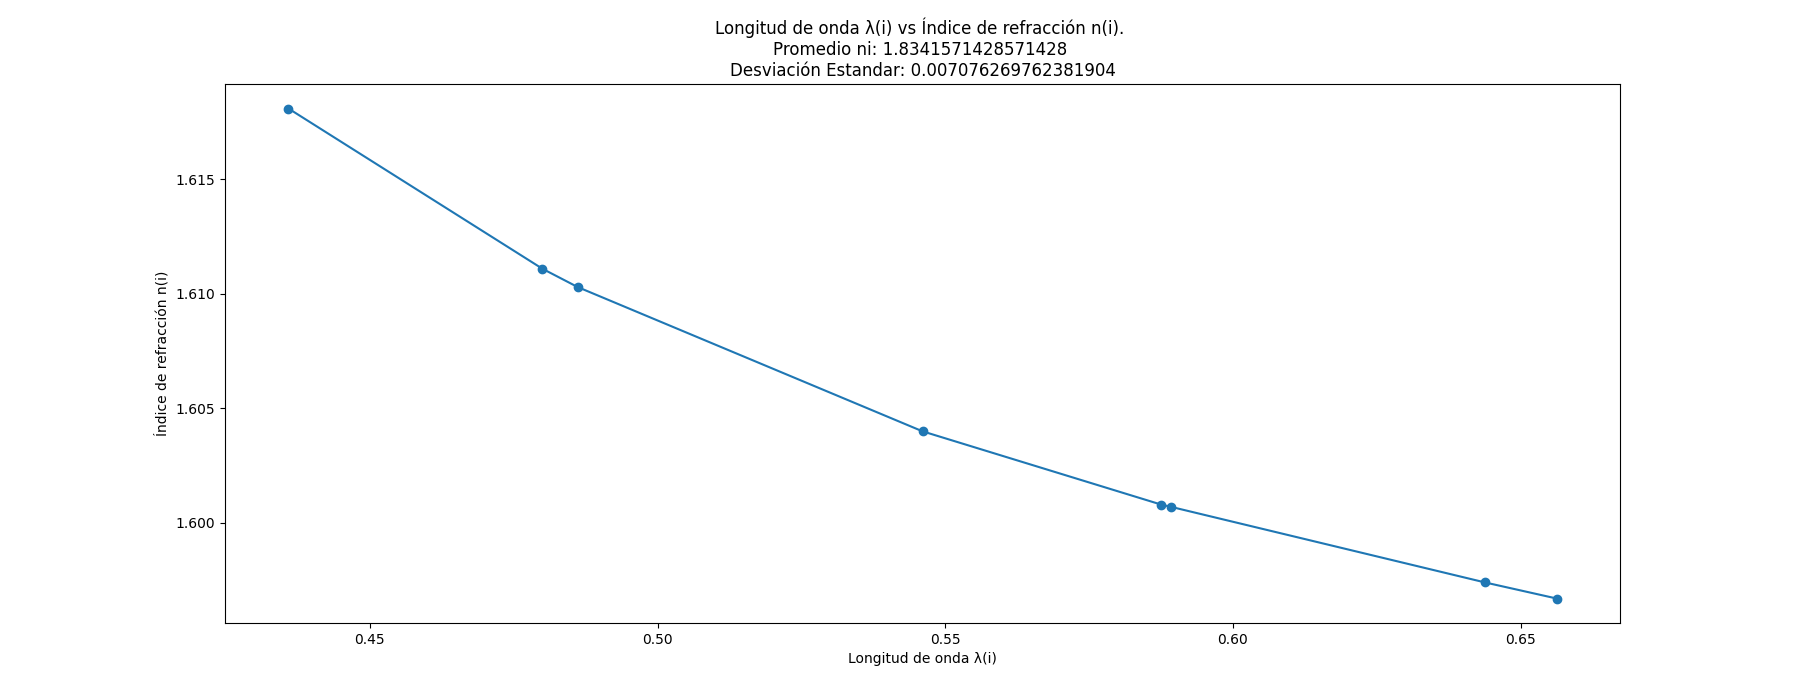 Longitud de onda λ(i) vs Índice de refracción n(i).
Promedio ni: 1.8341571428571428
Desviación Estandar: 0.007076269762381904
1.615
1.610
1.605
1.600
Índice de refracción n(i)
0.45 0.50 0.55 0.60 0.65
Longitud de onda λ(i)